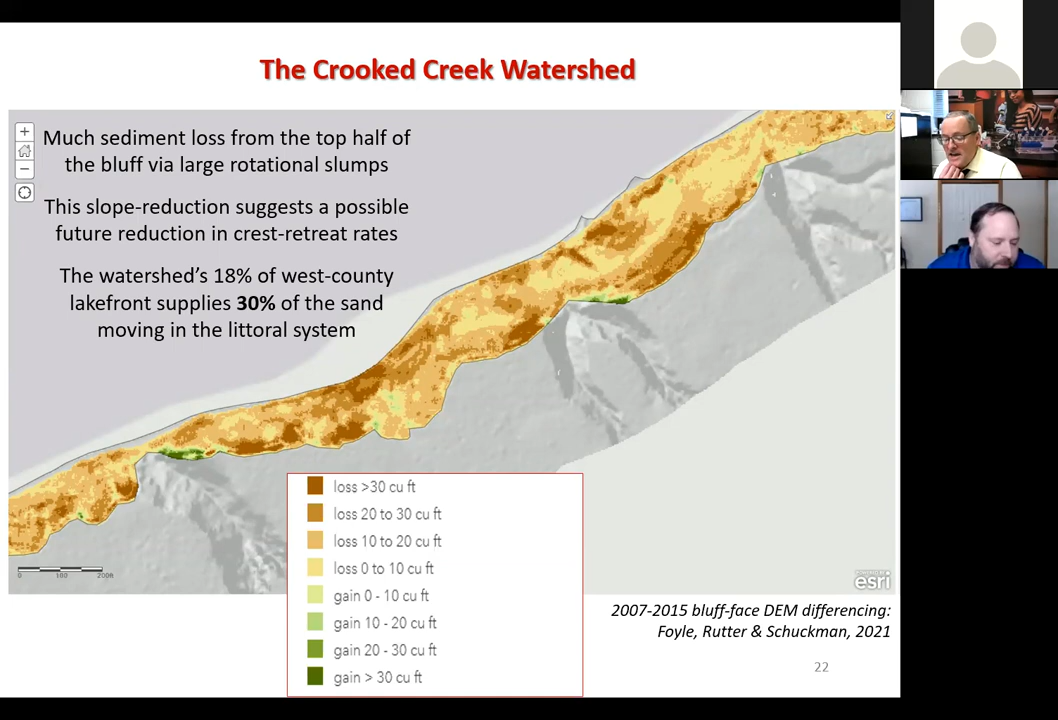 The Crooked Creek Watershed
Much sediment loss from the top half of
the bluff via large rotational slumps
This slope-reduction suggests a possible
future reduction in crest-retreat rates
The watershed's 18% of west-county
lakefront supplies 30% of the sand
moving in the littoral system
loss >30 cu ft
loss 20 to 30 cu ft
loss 10 to 20 cu ft
loss 0 to 10 cu ft
gain 0 - 10 cu ft
gain 10 - 20 cu ft
gain 20 - 30 cu ft
gain > 30 cu ft
0 100 200ft
POWERED BY
esri
2007-2015 bluff-face DEM differencing:
Foyle, Rutter & Schuckman, 2021
22